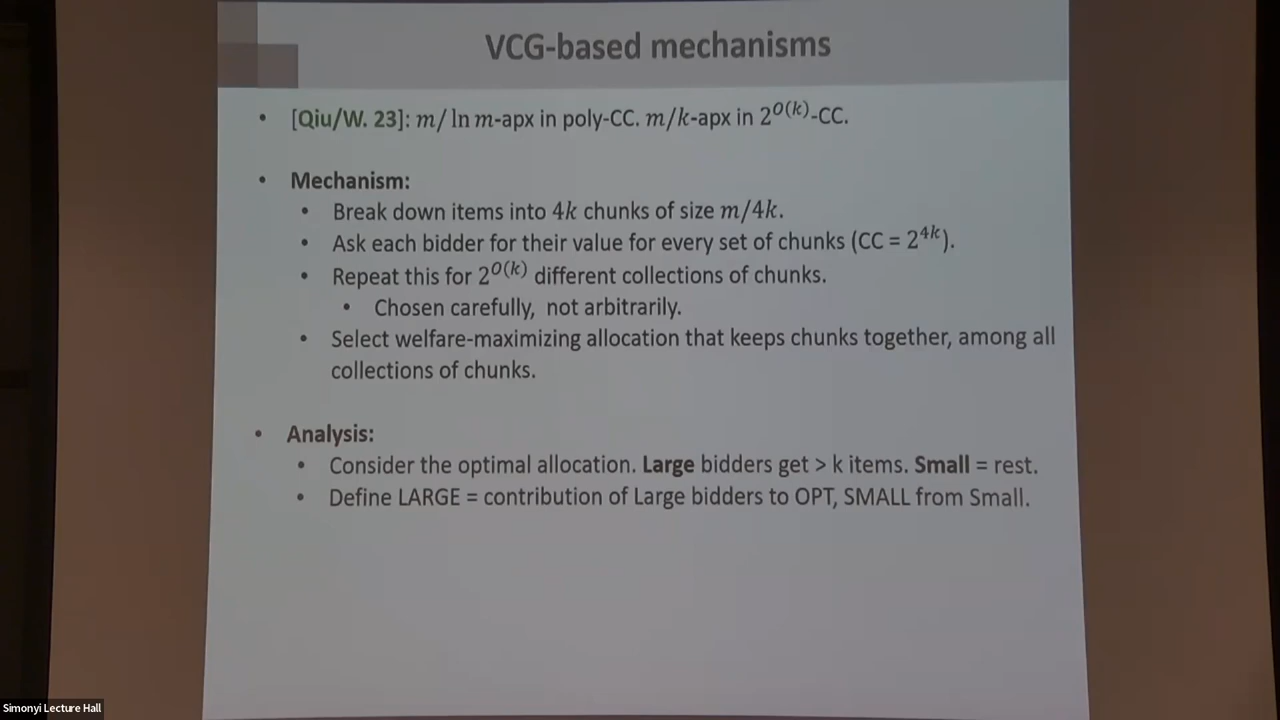 VCG-based mechanisms
• [Qiu/W. 23]: m/ ln m-apx in poly-CC. m/k-apx in 2^{O(k)}-CC.
• Mechanism:
• Break down items into 4k chunks of size m/4k.
• Ask each bidder for their value for every set of chunks (CC = 2^{4k}).
• Repeat this for 2^{O(k)} different collections of chunks.
• Chosen carefully, not arbitrarily.
• Select welfare-maximizing allocation that keeps chunks together, among all
collections of chunks.
• Analysis:
• Consider the optimal allocation. Large bidders get > k items. Small = rest.
• Define LARGE = contribution of Large bidders to OPT, SMALL from Small.
Simonyi Lecture Hall